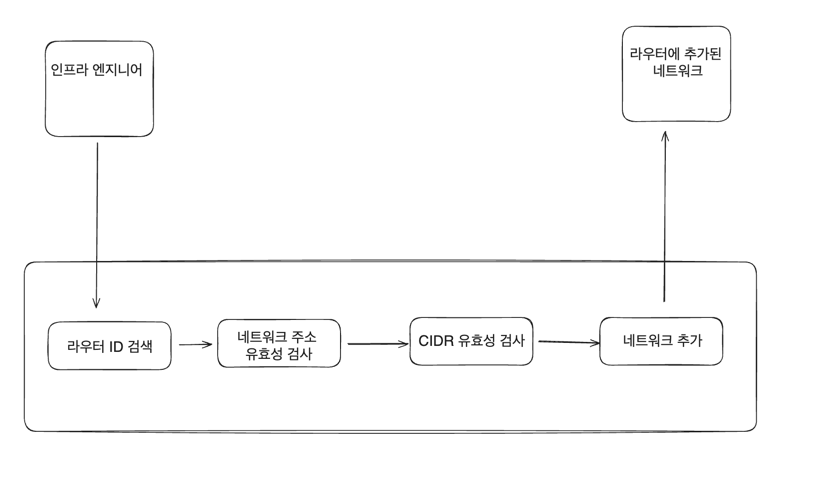 인프라 엔지니어
라우터에 추가된
네트워크
라우터 ID 검색
네트워크 주소
유효성 검사
CIDR 유효성 검사
네트워크 추가